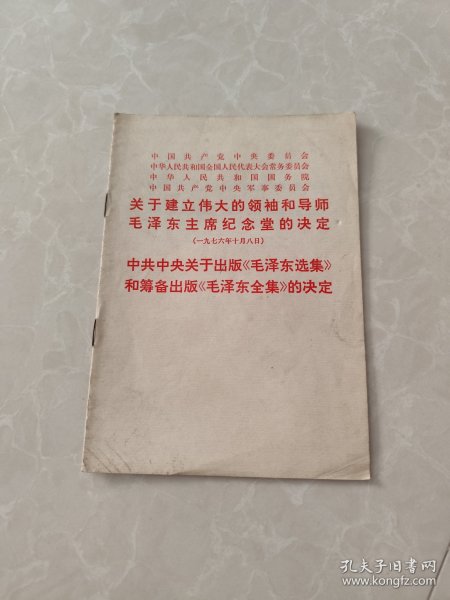 中国共产党中央委员会
中华人民共和国全国人民代表大会常务委员会
中华人民共和国国务院
中国共产党中央军事委员会
关于建立伟大的领袖和导师
毛泽东主席纪念堂的决定
(一九七六年十月八日)
中共中央关于出版《毛泽东选集》
和筹备出版《毛泽东全集》的决定
孔夫子旧书网
www.kongfz.com